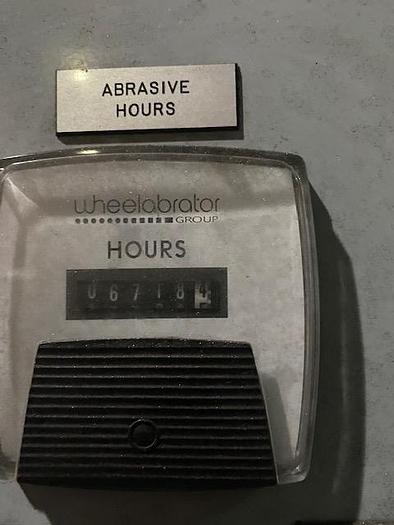 ABRASIVE
HOURS
wheelabrator
GROUP
HOURS
067184